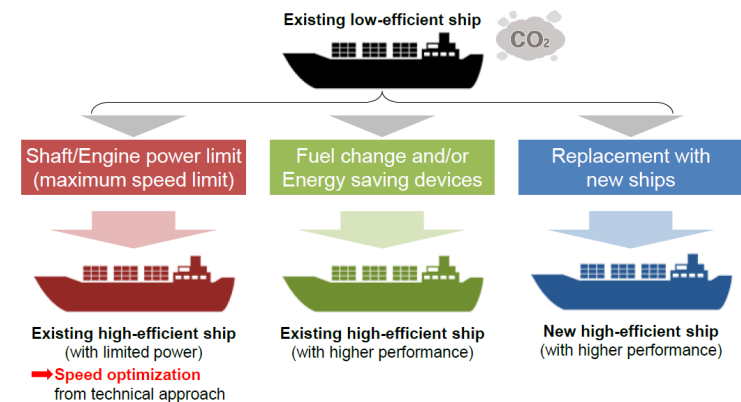 Existing low-efficient ship
CO₂
Shaft/Engine power limit
(maximum speed limit)
Fuel change and/or
Energy saving devices
Replacement with
new ships
Existing high-efficient ship
(with limited power)
➡Speed optimization
from technical approach
Existing high-efficient ship
(with higher performance)
New high-efficient ship
(with higher performance)